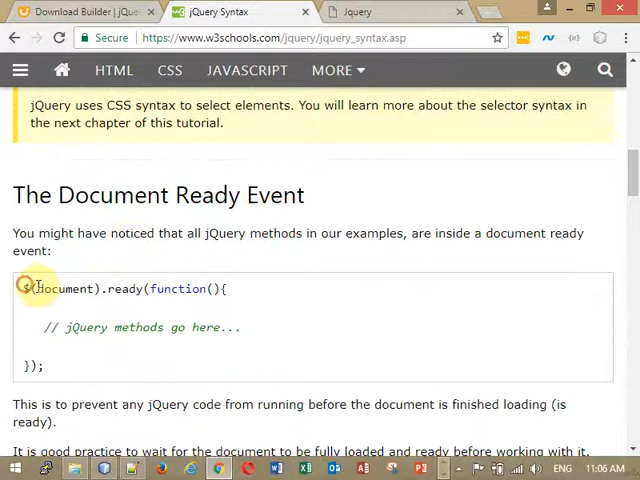 Download Builder | jQ
jQuery Syntax
Jquery
Secure
https://www.w3schools.com/jquery/jquery_syntax.asp
HTML
CSS
JAVASCRIPT
MORE
jQuery uses CSS syntax to select elements. You will learn more about the selector syntax in
the next chapter of this tutorial.
The Document Ready Event
You might have noticed that all jQuery methods in our examples, are inside a document ready
event:
$(document).ready(function(){
// jQuery methods go here...
});
This is to prevent any jQuery code from running before the document is finished loading (is
ready).
It is good practice to wait for the document to be fully loaded and ready before working with it.
ENG
11:06 AM